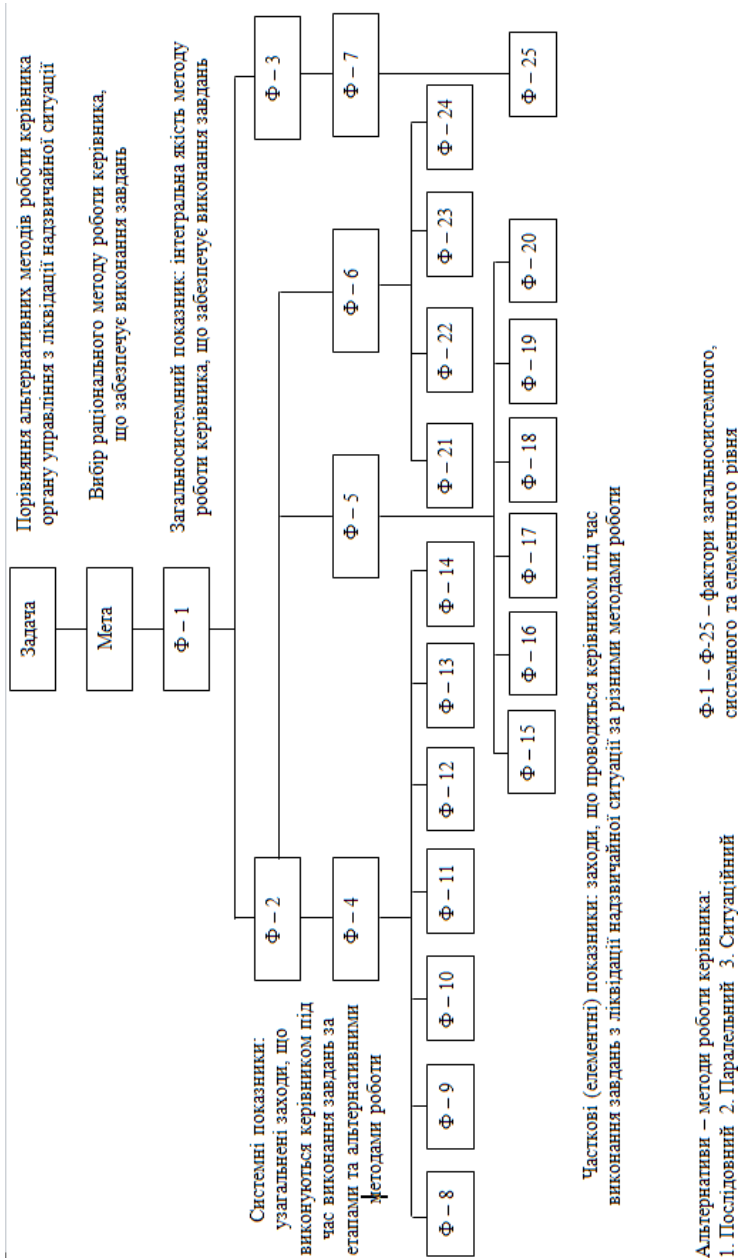 Задача
Порівняння альтернативних методів роботи керівника
органу управління з ліквідації надзвичайної ситуації
Мета
Вибір раціонального методу роботи керівника,
що забезпечує виконання завдань
Ф – 1
Загальносистемний показник: інтегральна якість методу
роботи керівника, що забезпечує виконання завдань
Ф – 2
Ф – 3
Системні показники:
узагальнені заходи, що
виконуються керівником під
час виконання завдань за
етапами та альтернативними
методами роботи
Ф – 4
Ф – 5
Ф – 6
Ф – 7
Ф – 8
Ф – 9
Ф – 10
Ф – 11
Ф – 12
Ф – 13
Ф – 14
Ф – 21
Ф – 22
Ф – 23
Ф – 24
Ф – 15
Ф – 16
Ф – 17
Ф – 18
Ф – 19
Ф – 20
Ф – 25
Часткові (елементні) показники: заходи, що проводяться керівником під час
виконання завдань з ліквідації надзвичайної ситуації за різними методами роботи
Альтернативи – методи роботи керівника:
1. Послідовний 2. Паралельний 3. Ситуаційний
Ф-1 – Ф-25 – фактори загальносистемного,
системного та елементного рівня